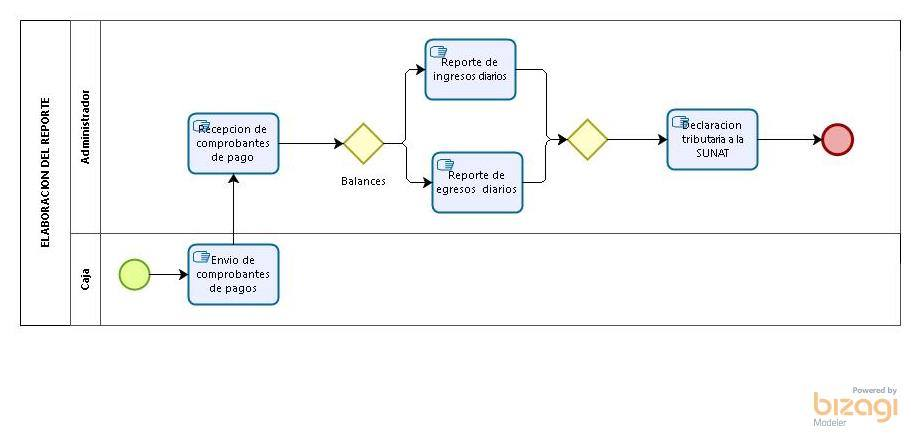 ELABORACION DEL REPORTE
Administrador
Recepcion de
comprobantes
de pago
Balances
Reporte de
ingresos diarios
Reporte de
egresos diarios
Declaracion
tributaria a la
SUNAT
Caja
Envio de
comprobantes
de pagos
Powered by
bizagi
Modeler